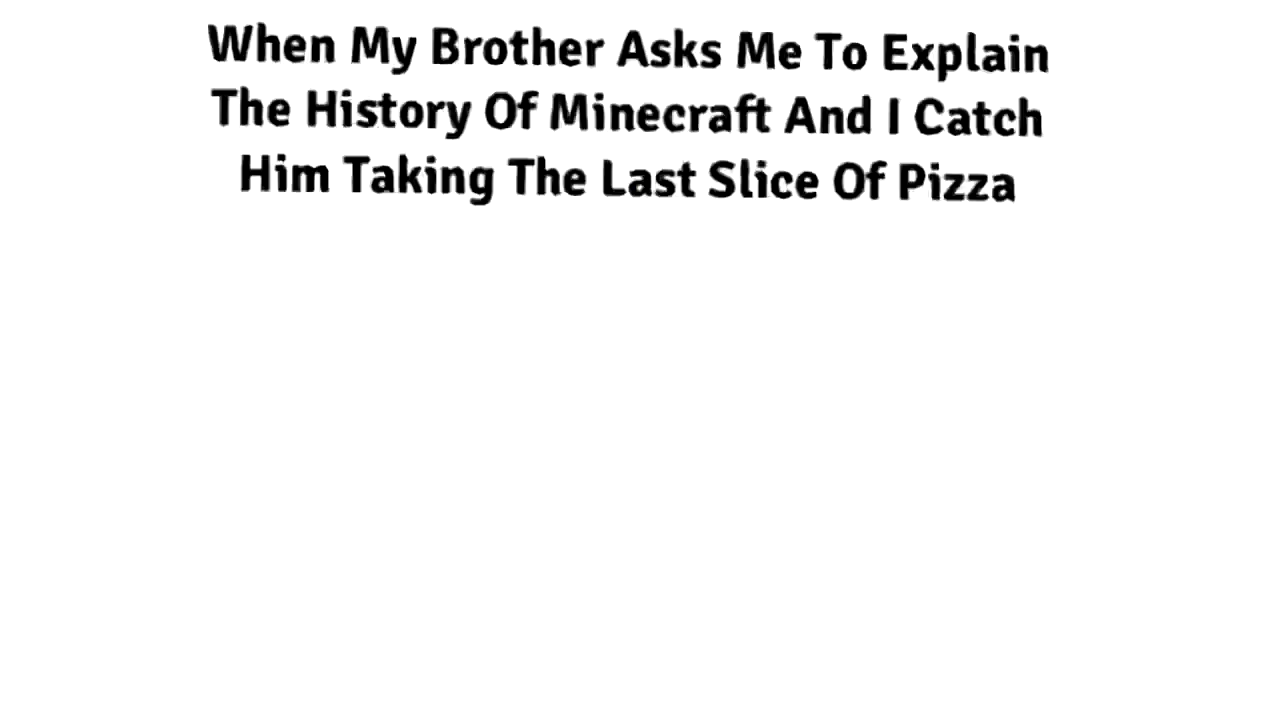 When My Brother Asks Me To Explain
The History Of Minecraft And I Catch
Him Taking The Last Slice Of Pizza